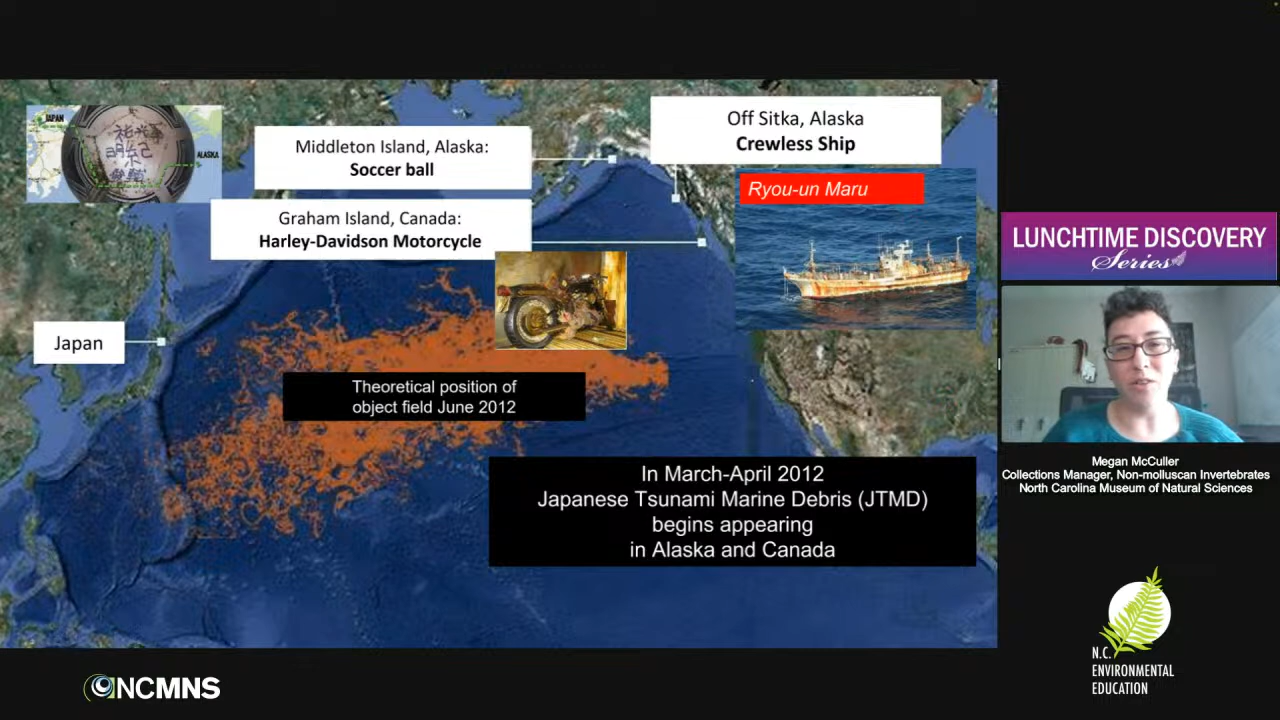 JAPAN
ALASKA
Middleton Island, Alaska:
Soccer ball
Off Sitka, Alaska
Crewless Ship
Ryou-un Maru
Graham Island, Canada:
Harley-Davidson Motorcycle
Japan
Theoretical position of
object field June 2012
In March-April 2012
Japanese Tsunami Marine Debris (JTMD)
begins appearing
in Alaska and Canada
LUNCHTIME DISCOVERY
Series
Megan McCuller
Collections Manager, Non-molluscan Invertebrates
North Carolina Museum of Natural Sciences
NCMNS
N.C.
ENVIRONMENTAL
EDUCATION